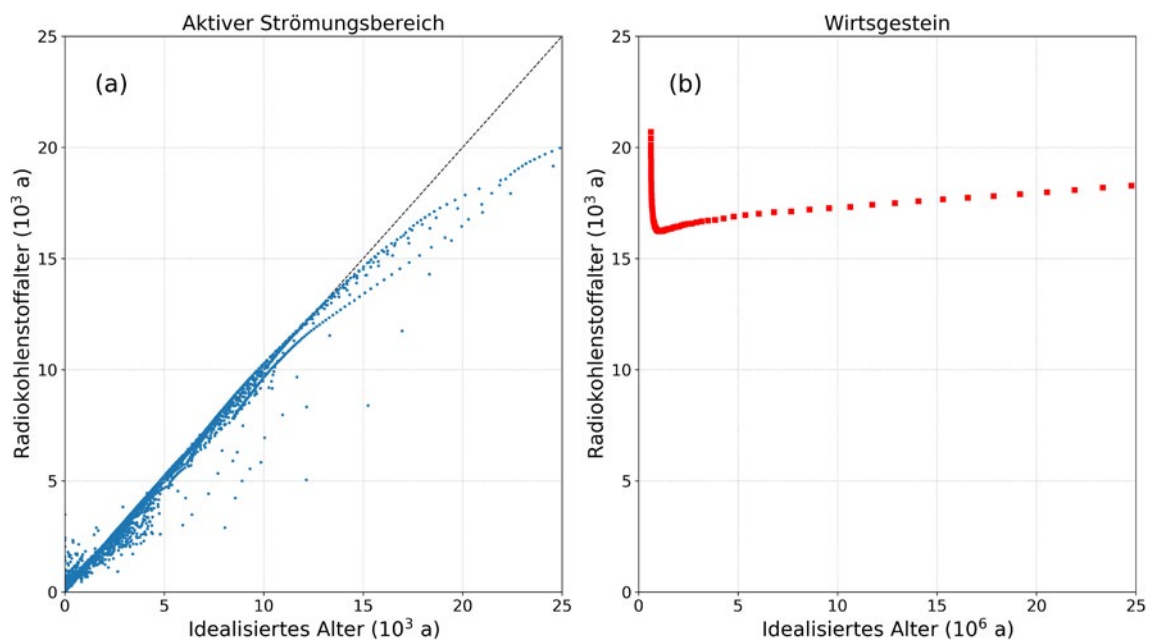 Aktiver Strömungsbereich
(a)
25
20
15
10
5
0
Radiokohlenstoffalter (10³ a)
0 5 10 15 20 25
Idealisiertes Alter (10³ a)
Wirtsgestein
(b)
25
20
15
10
5
0
Radiokohlenstoffalter (10³ a)
0 5 10 15 20 25
Idealisiertes Alter (10⁶ a)